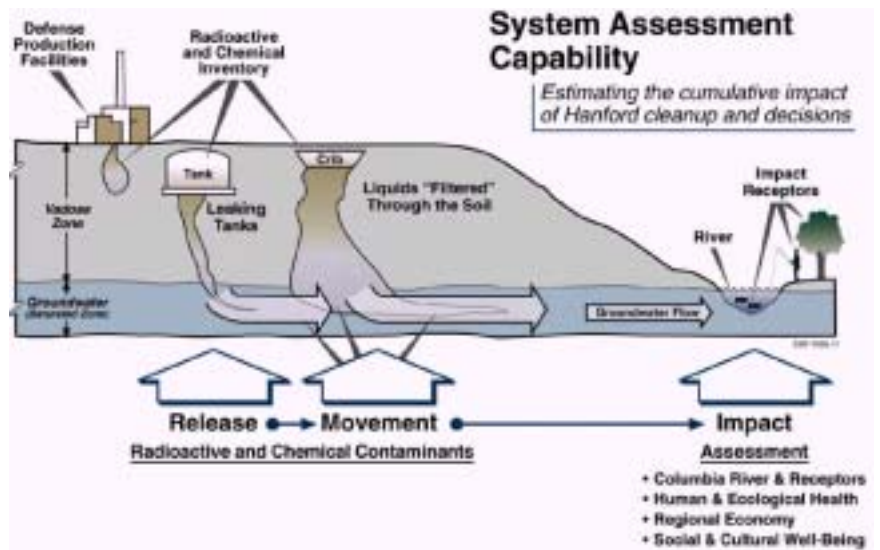 System Assessment
Capability
Estimating the cumulative impact
of Hanford cleanup and decisions
Defense
Production
Facilities
Radioactive
and Chemical
Inventory
Tank
Crib
Leaking
Tanks
Liquids "Filtered"
Through the Soil
Vadose
Zone
Impact
Receptors
River
Groundwater
(Saturated Zone)
Groundwater Flow
Release
Movement
Impact
Radioactive and Chemical Contaminants
Assessment
• Columbia River & Receptors
• Human & Ecological Health
• Regional Economy
• Social & Cultural Well-Being